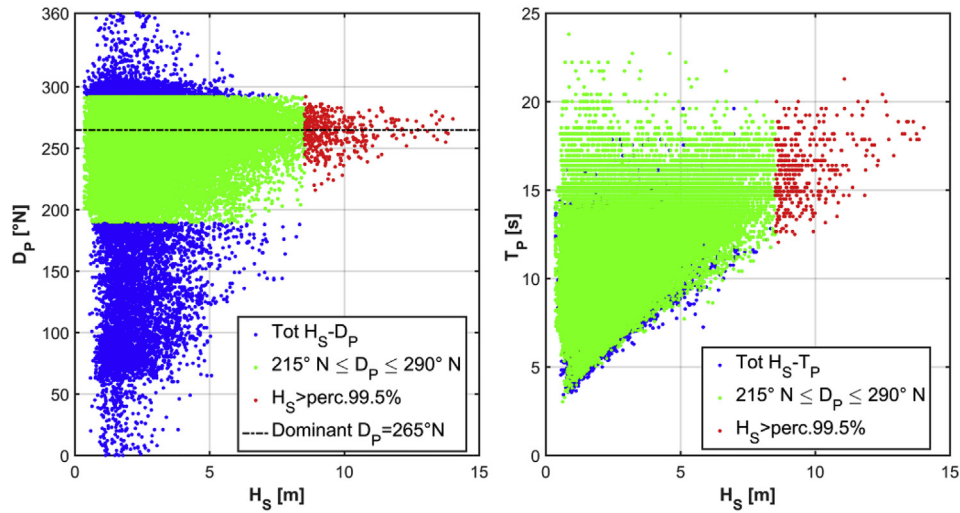 360
300
250
200
150
100
50
0
D_P [°N]
0 5 10 15
H_S [m]
Tot H_S-D_P
215° N ≤ D_P ≤ 290° N
H_S>perc.99.5%
Dominant D_P=265°N
25
20
15
10
5
0
T_P [s]
0 5 10 15
H_S [m]
Tot H_S-T_P
215° N ≤ D_P ≤ 290° N
H_S>perc.99.5%